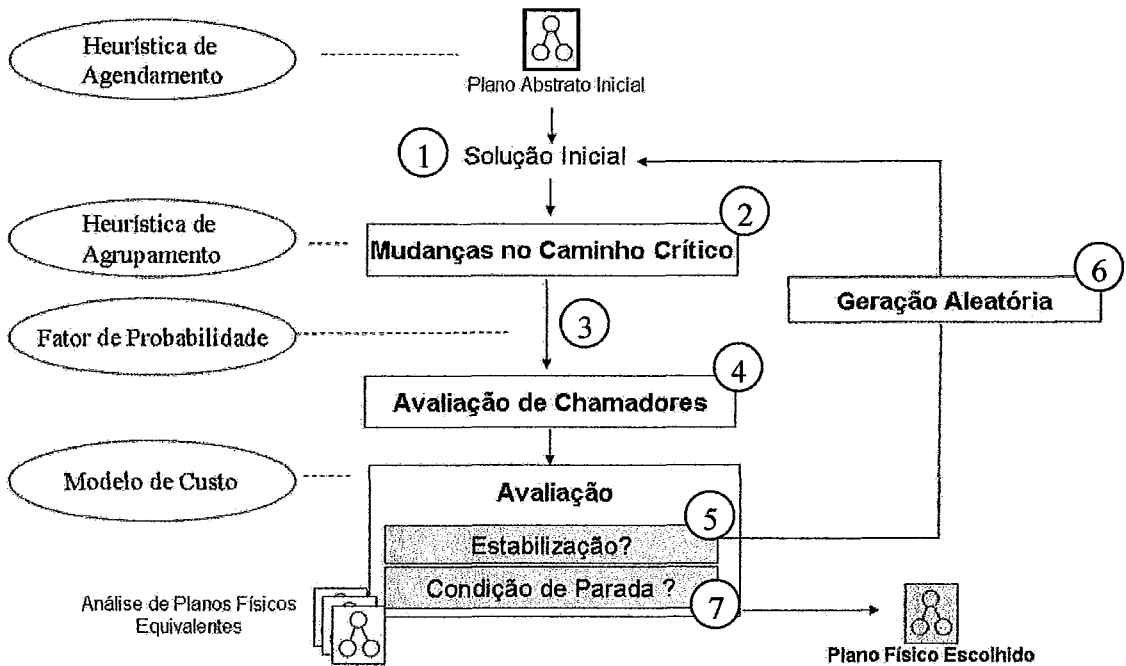 Heurística de
Agendamento
Plano Abstrato Inicial
1
Solução Inicial
2
Heurística de
Agrupamento
Mudanças no Caminho Crítico
6
Geração Aleatória
Fator de Probabilidade
3
4
Avaliação de Chamadores
Modelo de Custo
Avaliação
5
Estabilização?
Condição de Parada ?
7
Análise de Planos Físicos
Equivalentes
Plano Físico Escolhido